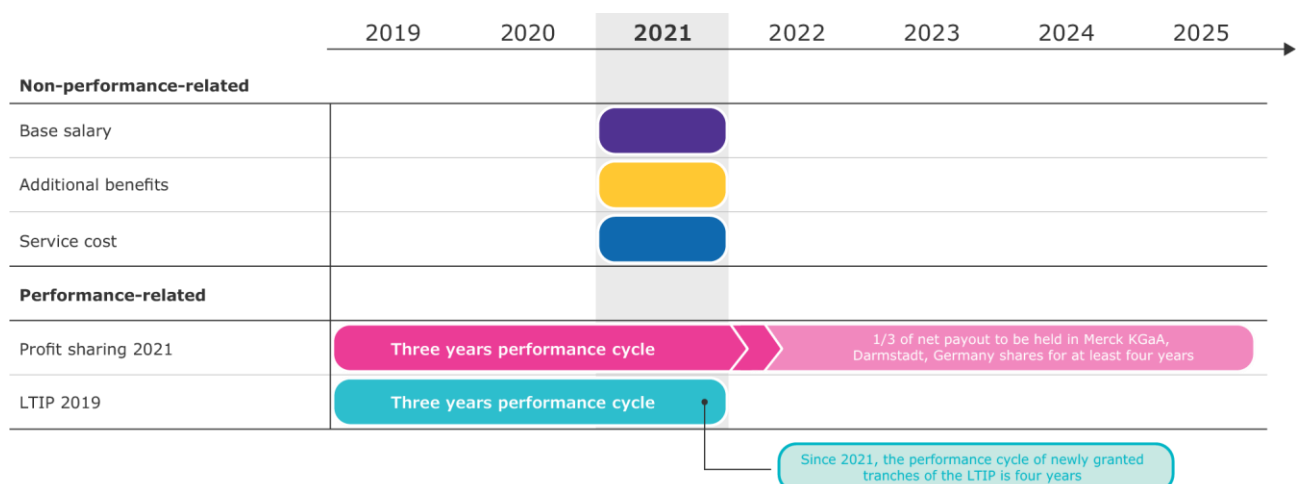 2019 2020 2021 2022 2023 2024 2025
Non-performance-related
Base salary
Additional benefits
Service cost
Performance-related
Profit sharing 2021
Three years performance cycle
1/3 of net payout to be held in Merck KGaA,
Darmstadt, Germany shares for at least four years
LTIP 2019
Three years performance cycle
Since 2021, the performance cycle of newly granted
tranches of the LTIP is four years